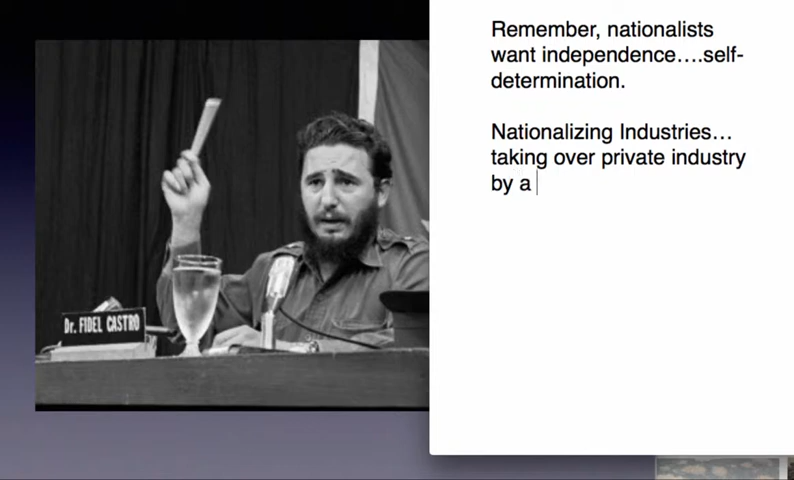 Remember, nationalists
want independence….self-
determination.
Nationalizing Industries…
taking over private industry
by a
Dr. FIDEL CASTRO